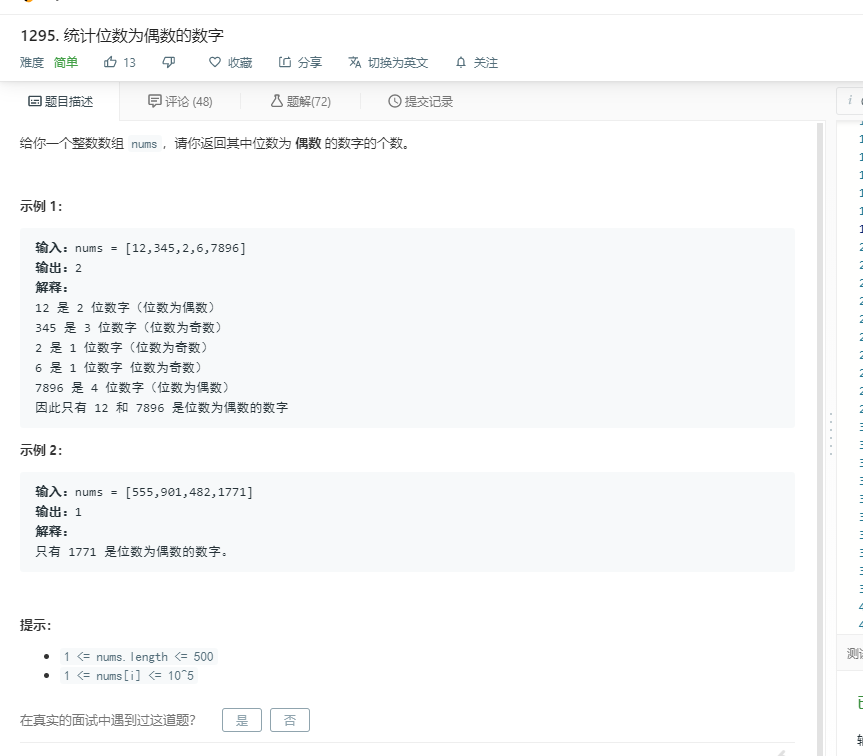 1295. 统计位数为偶数的数字
难度 简单 13 收藏 分享 切换为英文 关注
题目描述 评论 (48) 题解(72) 提交记录
给你一个整数数组 nums ，请你返回其中位数为 偶数 的数字的个数。
示例 1：
输入：nums = [12,345,2,6,7896]
输出：2
解释：
12 是 2 位数字（位数为偶数）
345 是 3 位数字（位数为奇数）
2 是 1 位数字（位数为奇数）
6 是 1 位数字 位数为奇数）
7896 是 4 位数字（位数为偶数）
因此只有 12 和 7896 是位数为偶数的数字
示例 2：
输入：nums = [555,901,482,1771]
输出：1
解释：
只有 1771 是位数为偶数的数字。
提示：
1 <= nums.length <= 500
1 <= nums[i] <= 10^5
在真实的面试中遇到过这道题？ 是 否